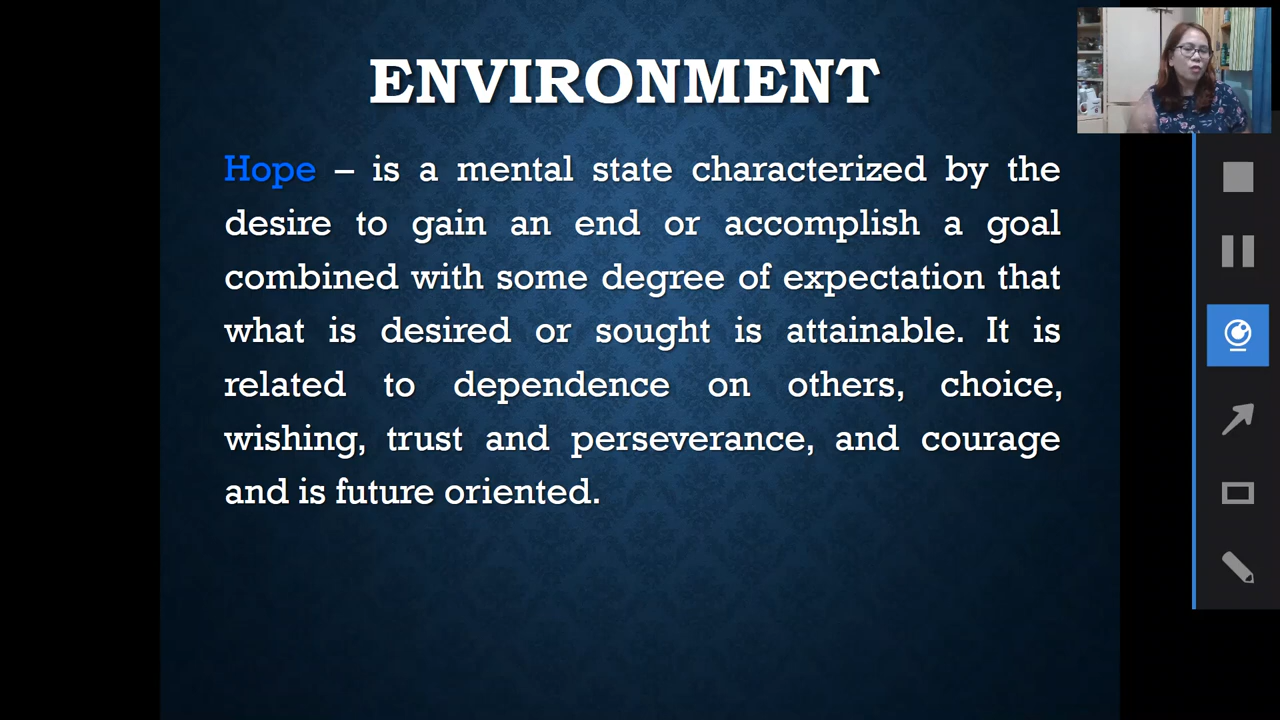 ENVIRONMENT
Hope – is a mental state characterized by the
desire to gain an end or accomplish a goal
combined with some degree of expectation that
what is desired or sought is attainable. It is
related to dependence on others, choice,
wishing, trust and perseverance, and courage
and is future oriented.